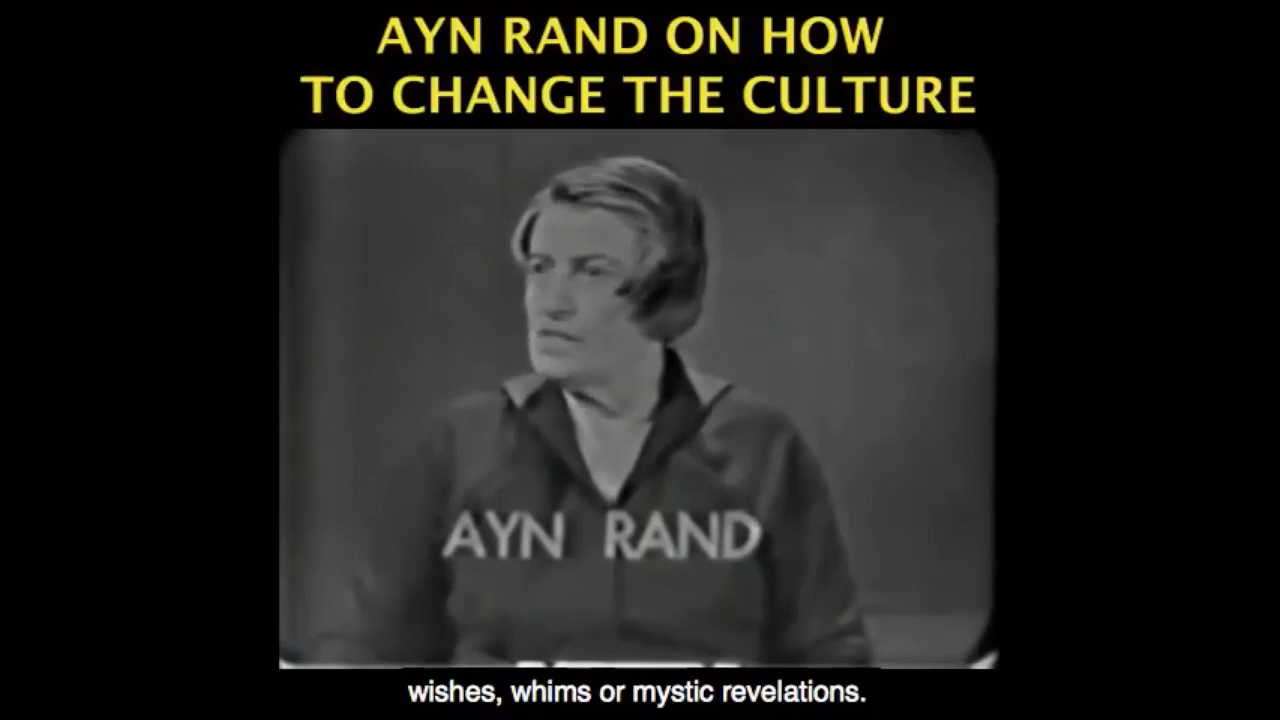 AYN RAND ON HOW
TO CHANGE THE CULTURE
AYN RAND
wishes, whims or mystic revelations.